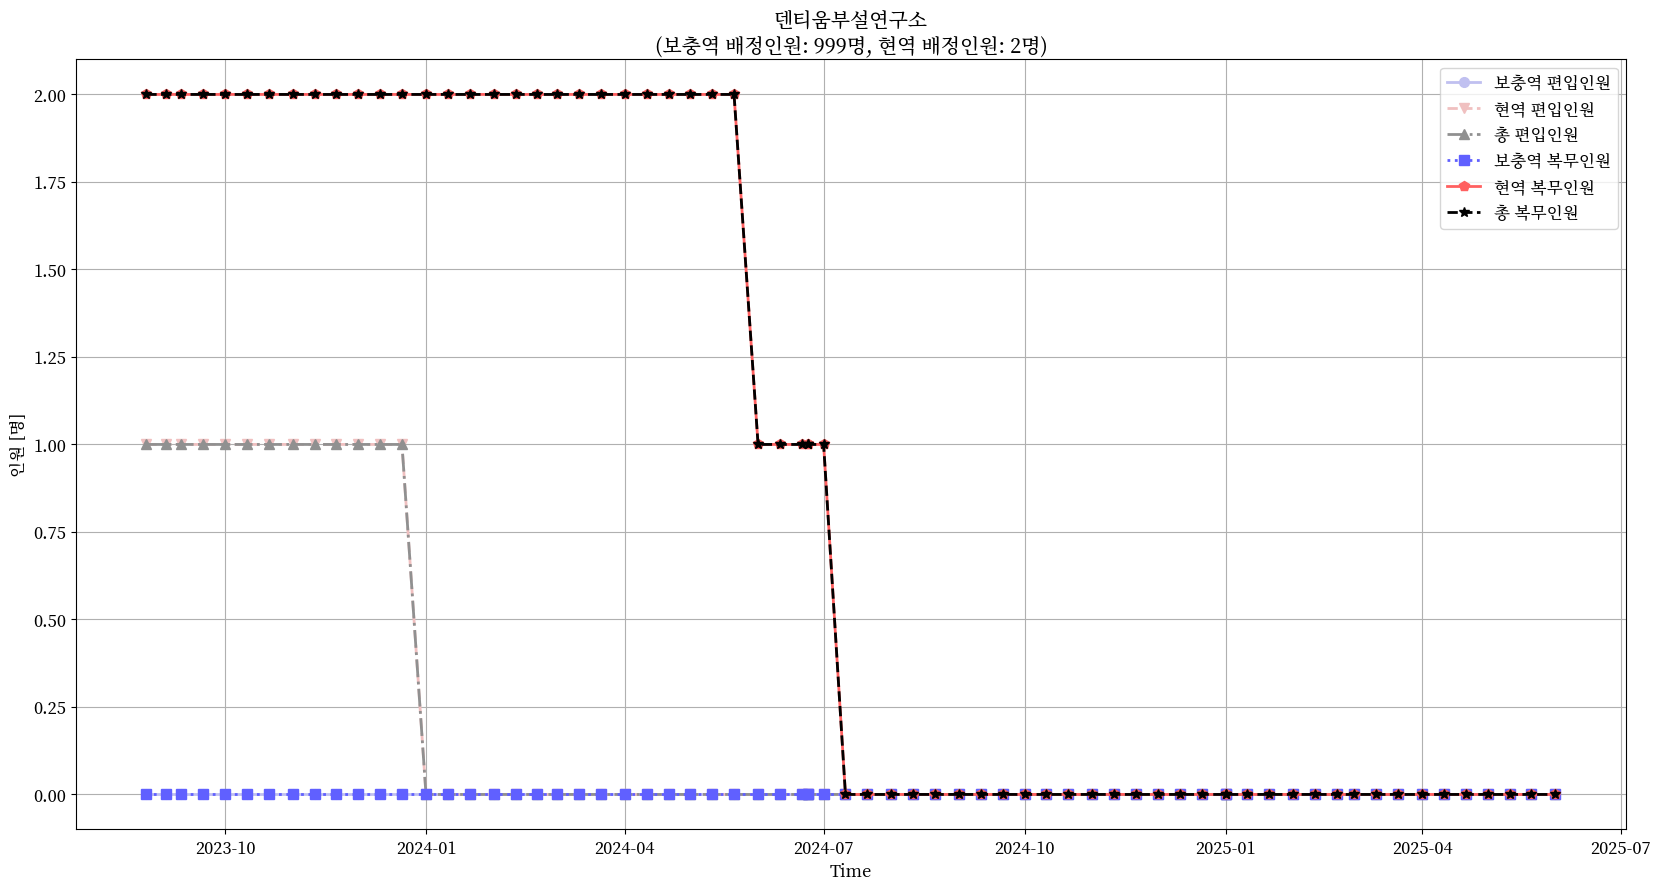 덴티움부설연구소
(보충역 배정인원: 999명, 현역 배정인원: 2명)
보충역 편입인원
현역 편입인원
총 편입인원
보충역 복무인원
현역 복무인원
총 복무인원
인원 [명]
2.00
1.75
1.50
1.25
1.00
0.75
0.50
0.25
0.00
2023-10
2024-01
2024-04
2024-07
2024-10
2025-01
2025-04
2025-07
Time